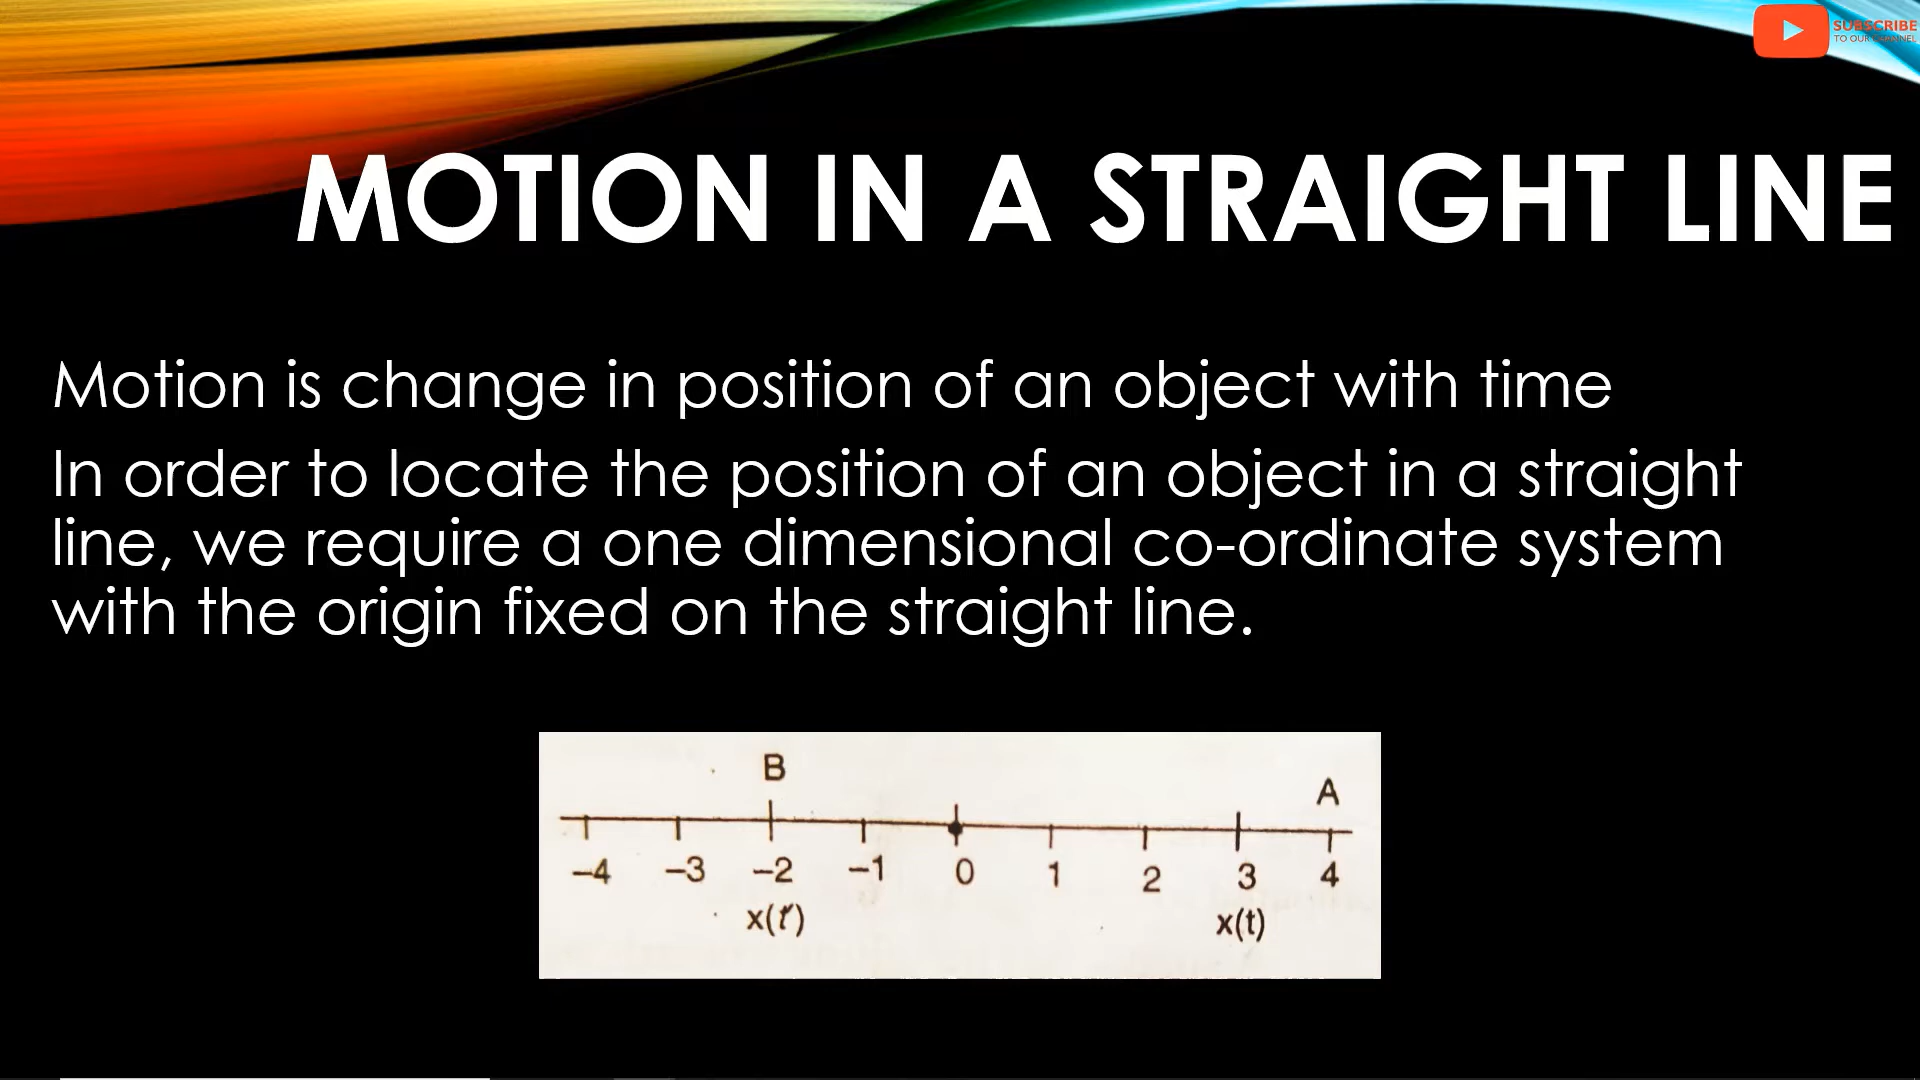 SUBSCRIBE
TO OUR CHANNEL
MOTION IN A STRAIGHT LINE
Motion is change in position of an object with time
In order to locate the position of an object in a straight
line, we require a one dimensional co-ordinate system
with the origin fixed on the straight line.
B
A
–4 –3 –2 –1 0 1 2 3 4
x(t') x(t)